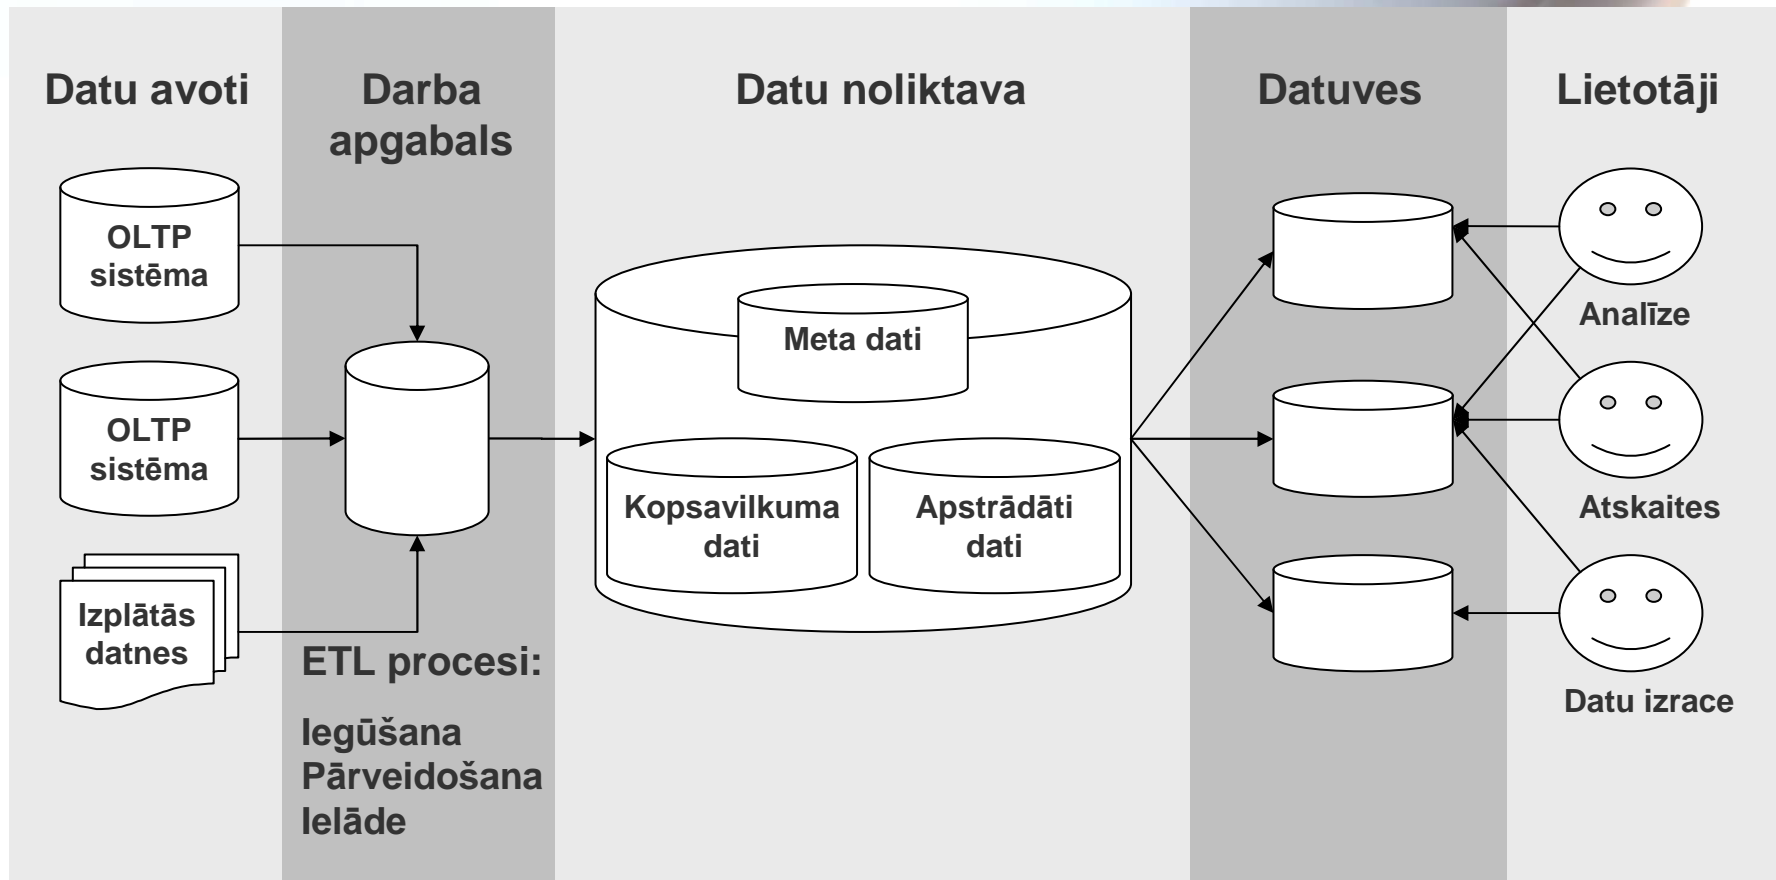 Datu avoti
Darba
apgabals
Datu noliktava
Datuves
Lietotāji
OLTP
sistēma
OLTP
sistēma
Izplātās
datnes
ETL procesi:
Iegūšana
Pārveidošana
Ielāde
Meta dati
Kopsavilkuma
dati
Apstrādāti
dati
Analīze
Atskaites
Datu izrace